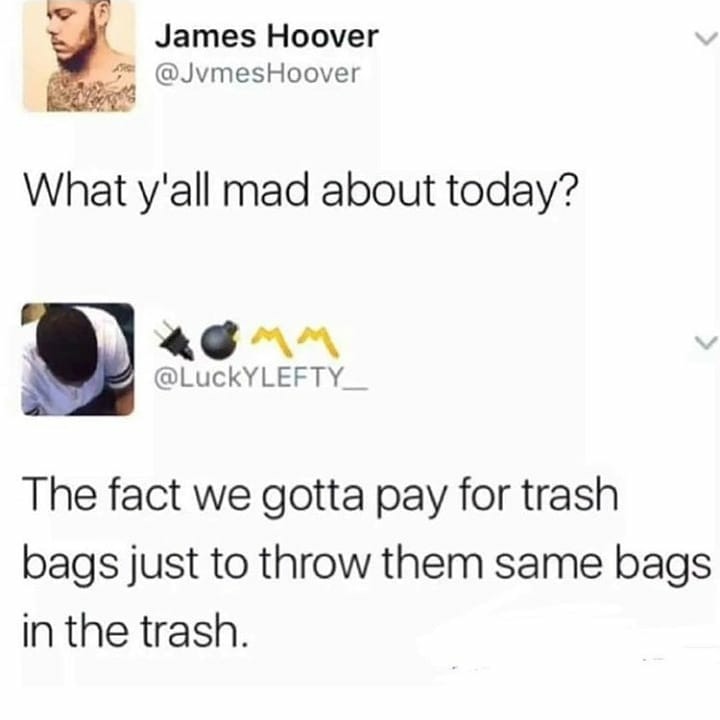 James Hoover
@JvmesHoover
What y'all mad about today?
🔌💣〽️〽️
@LuckYLEFTY__
The fact we gotta pay for trash
bags just to throw them same bags
in the trash.